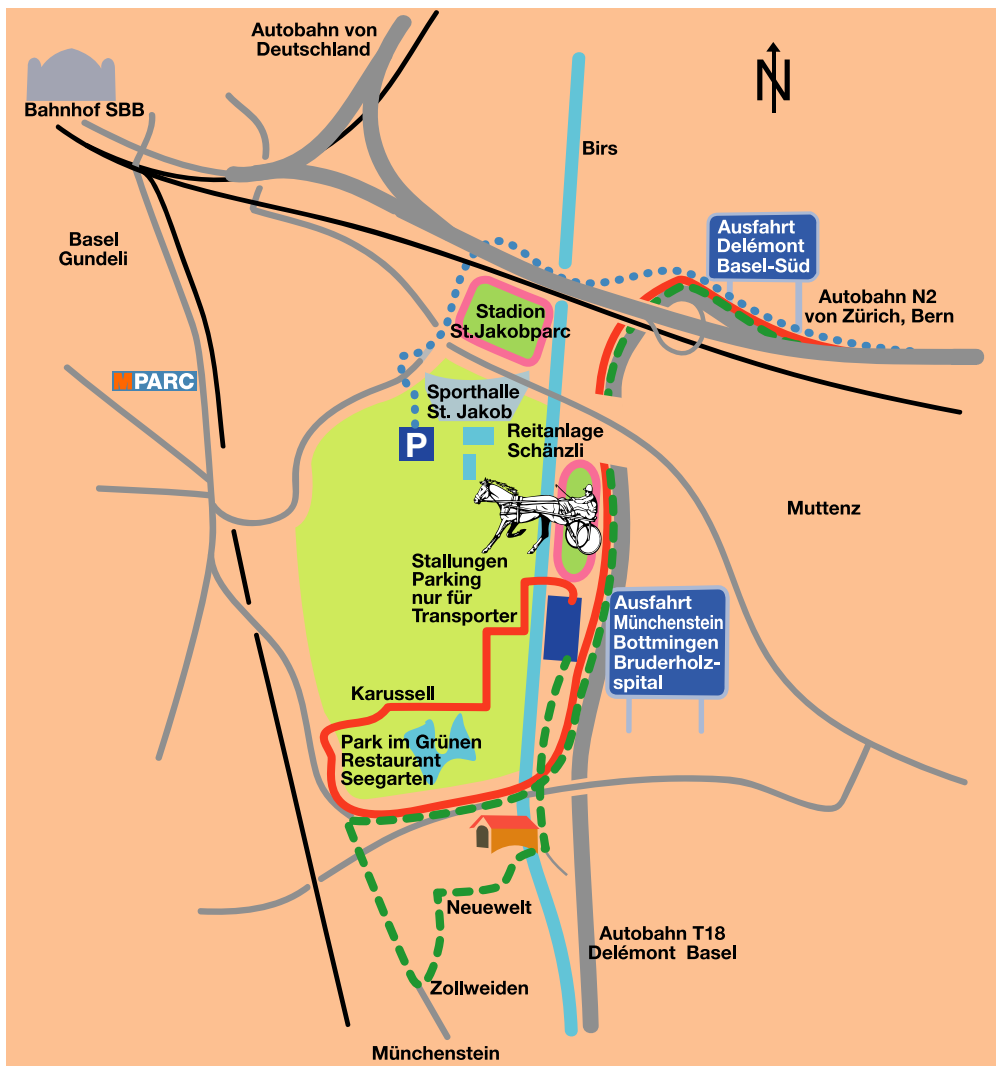 Autobahn von
Deutschland
N
Bahnhof SBB
Birs
Basel
Gundeli
Ausfahrt
Delémont
Basel-Süd
Autobahn N2
von Zürich, Bern
Stadion
St.Jakobparc
MPARC
Sporthalle
St. Jakob
P
Reitanlage
Schänzli
Muttenz
Stallungen
Parking
nur für
Transporter
Ausfahrt
Münchenstein
Bottmingen
Bruderholz-
spital
Karussell
Park im Grünen
Restaurant
Seegarten
Neuewelt
Autobahn T18
Delémont Basel
Zollweiden
Münchenstein